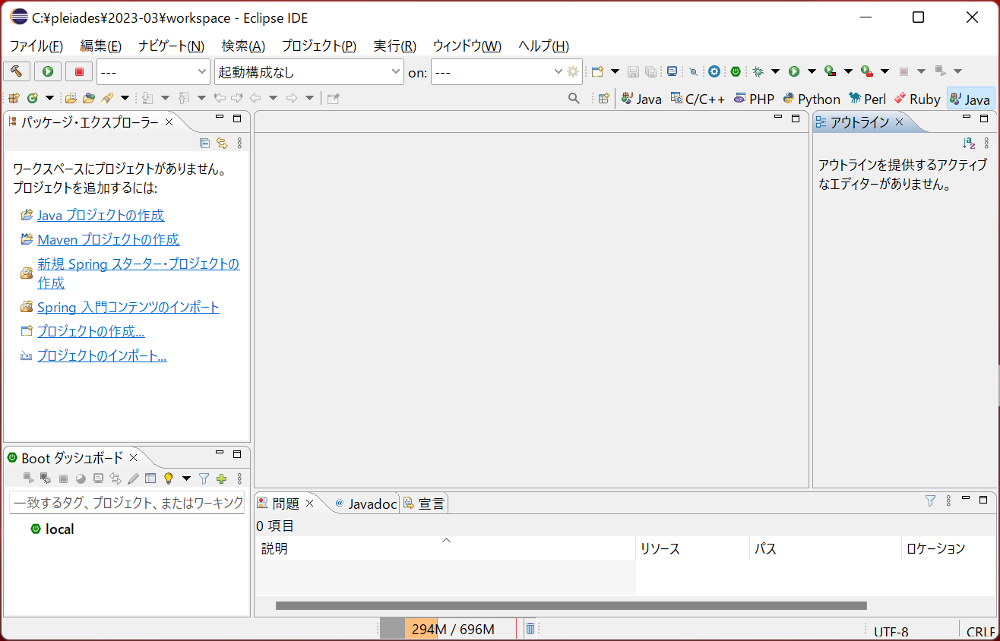 C:¥pleiades¥2023-03¥workspace - Eclipse IDE
ファイル(F) 編集(E) ナビゲート(N) 検索(A) プロジェクト(P) 実行(R) ウィンドウ(W) ヘルプ(H)
--- 起動構成なし on: ---
Java C/C++ PHP Python Perl Ruby Java
パッケージ・エクスプローラー
ワークスペースにプロジェクトがありません。
プロジェクトを追加するには:
Java プロジェクトの作成
Maven プロジェクトの作成
新規 Spring スターター・プロジェクトの
作成
Spring 入門コンテンツのインポート
プロジェクトの作成...
プロジェクトのインポート...
アウトライン
アウトラインを提供するアクティブ
なエディターがありません。
Boot ダッシュボード
一致するタグ、プロジェクト、またはワーキング
local
問題 @ Javadoc 宣言
0 項目
説明 リソース パス ロケーション
294M / 696M
UTF-8 CRLF